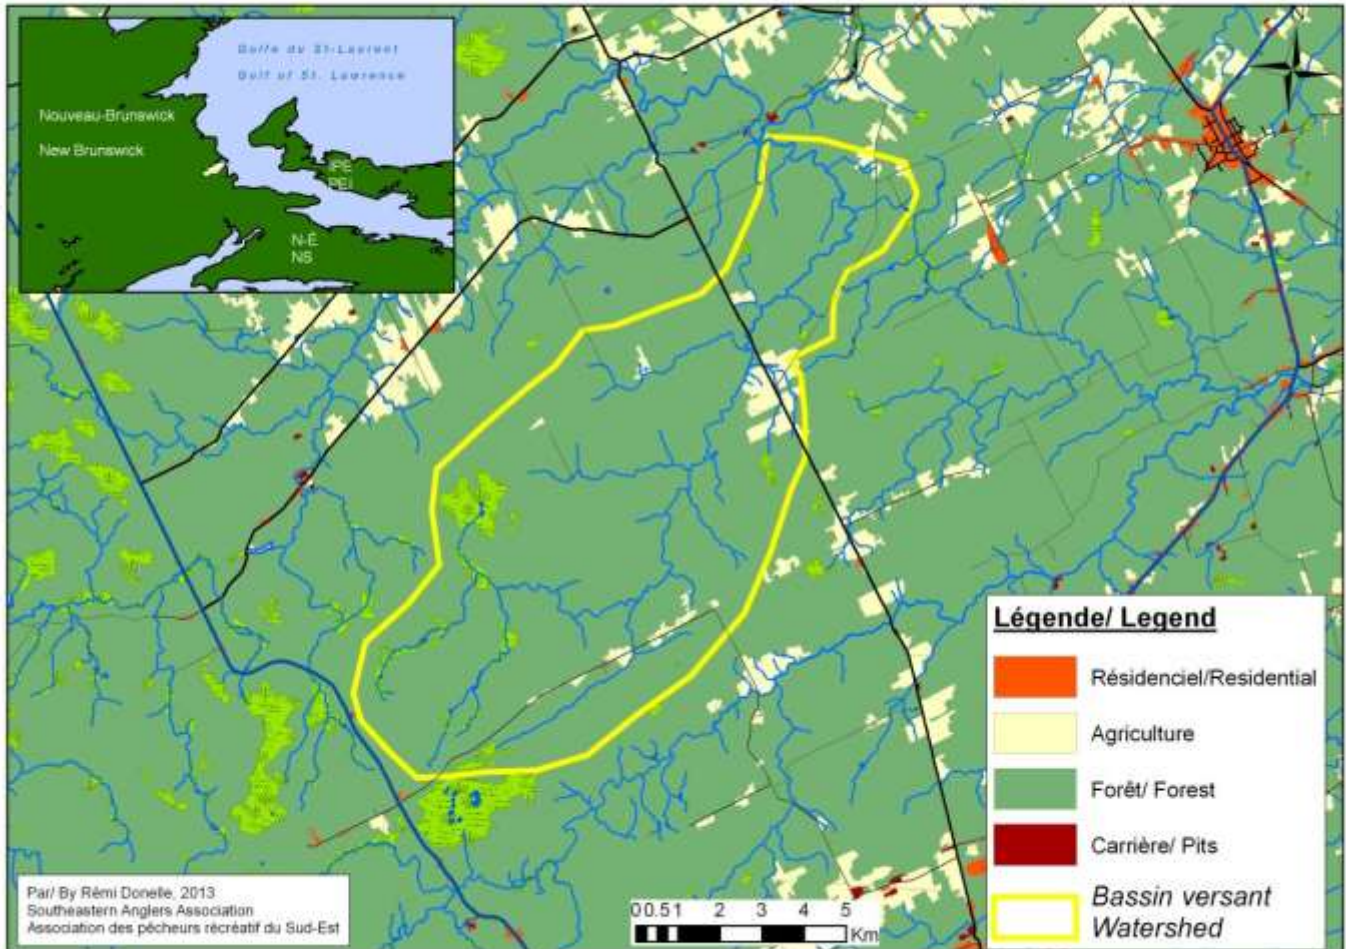 Golfe du St-Laurent
Golf of St. Lawrence
Nouveau-Brunswick
New Brunswick
PEI
N-É
NS
Légende/ Legend
Résidenciel/Residential
Agriculture
Forêt/ Forest
Carrière/ Pits
Bassin versant
Watershed
Par/ By Rémi Donelle, 2013
Southeastern Anglers Association
Association des pêcheurs récréatif du Sud-Est
0 0.5 1 2 3 4 5
Km